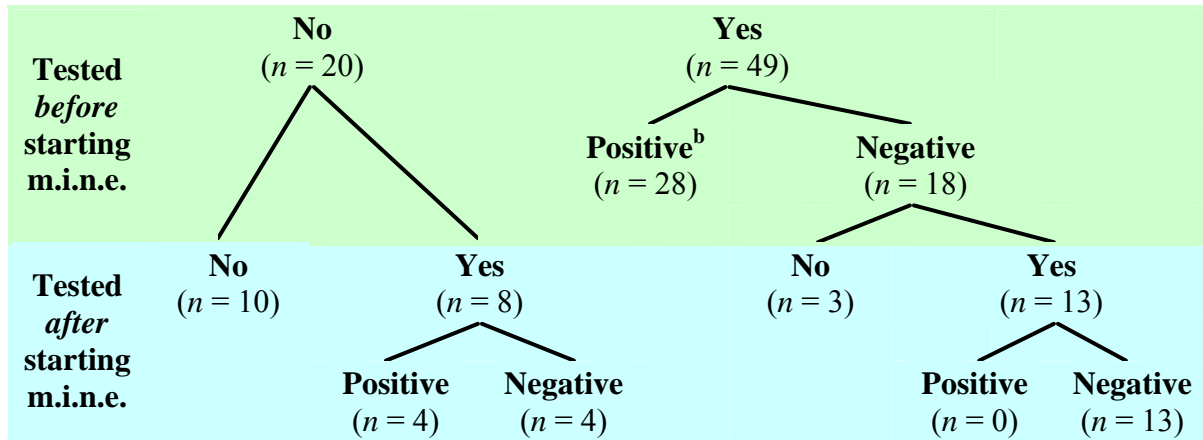 No Yes
(n = 20) (n = 49)
Tested
before
starting
m.i.n.e.
Positiveᵇ Negative
(n = 28) (n = 18)
No Yes No Yes
(n = 10) (n = 8) (n = 3) (n = 13)
Tested
after
starting
m.i.n.e.
Positive Negative Positive Negative
(n = 4) (n = 4) (n = 0) (n = 13)